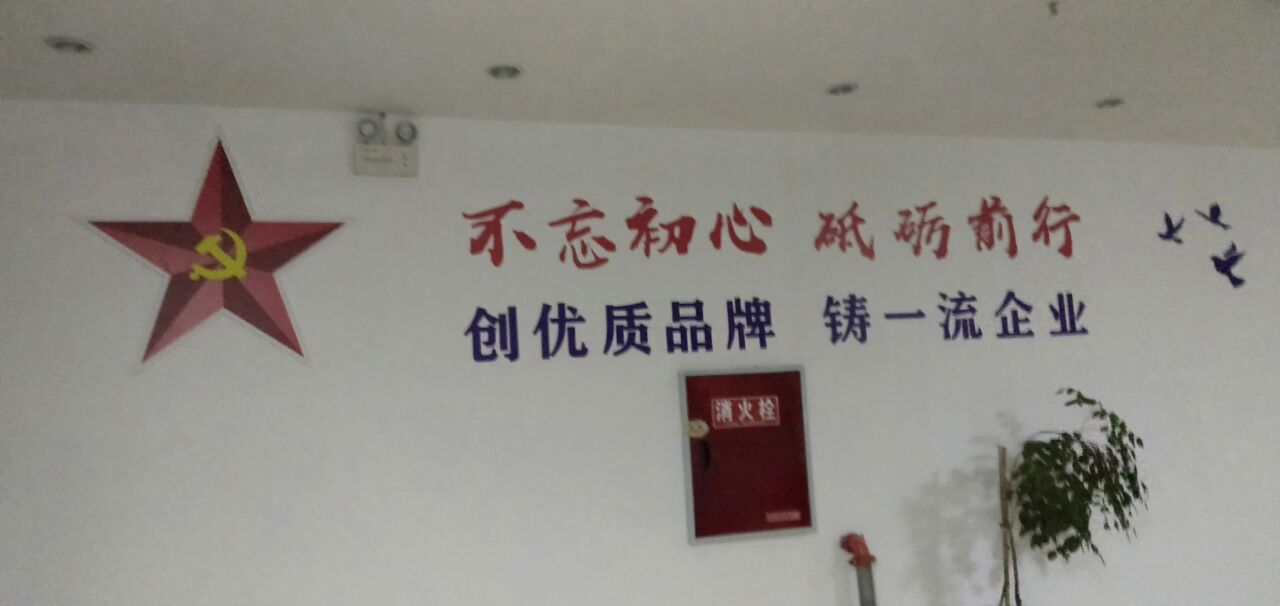 不忘初心 砥砺前行
创优质品牌 铸一流企业
消火栓